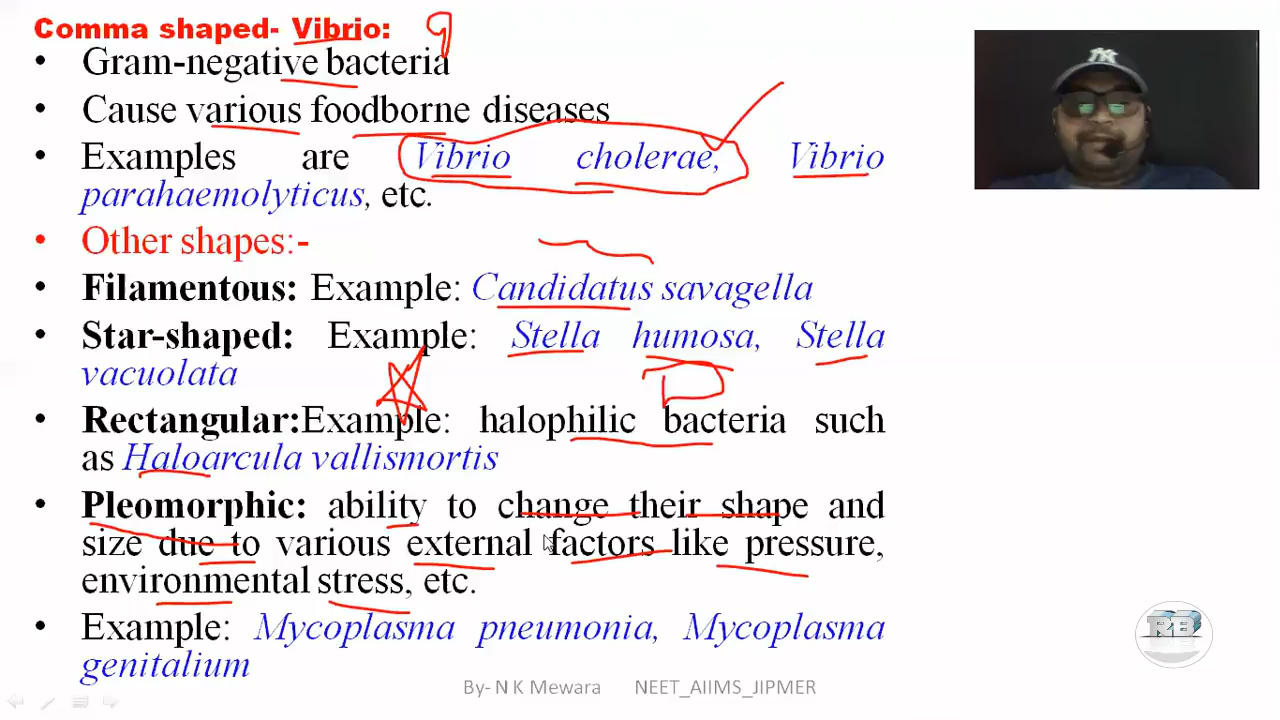 Comma shaped- Vibrio:
• Gram-negative bacteria
• Cause various foodborne diseases
• Examples are Vibrio cholerae, Vibrio
parahaemolyticus, etc.
• Other shapes:-
• Filamentous: Example: Candidatus savagella
• Star-shaped: Example: Stella humosa, Stella
vacuolata
• Rectangular:Example: halophilic bacteria such
as Haloarcula vallismortis
• Pleomorphic: ability to change their shape and
size due to various external factors like pressure,
environmental stress, etc.
• Example: Mycoplasma pneumonia, Mycoplasma
genitalium
By- N K Mewara NEET_AIIMS_JIPMER
RB